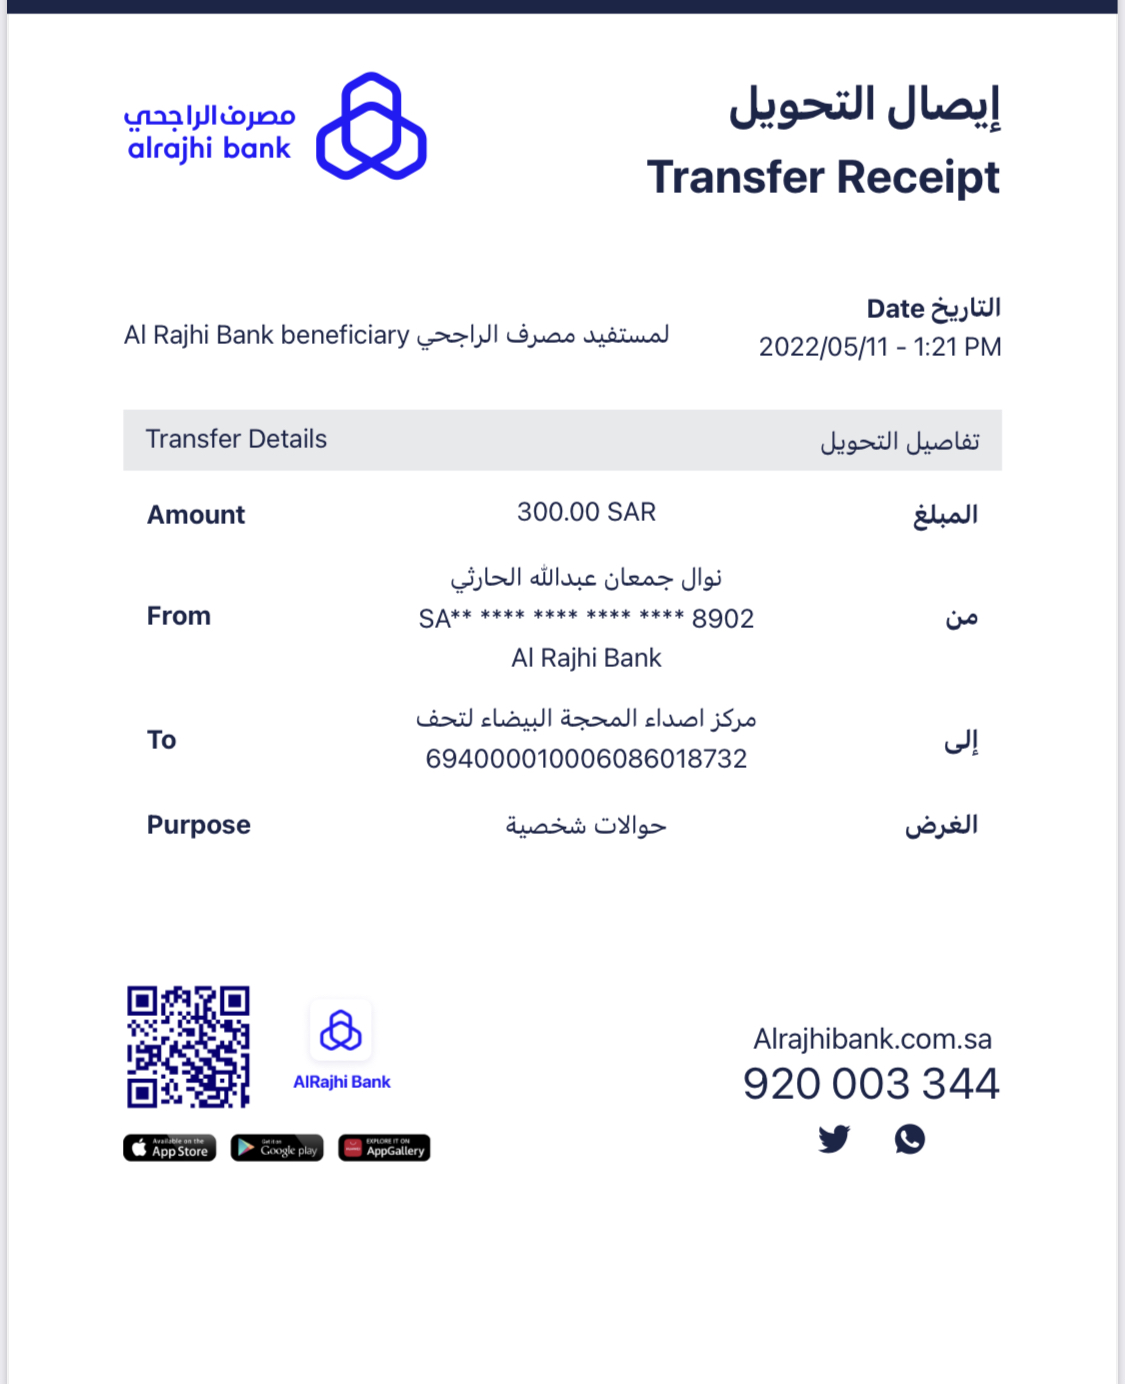 مصرف الراجحي
alrajhi bank
إيصال التحويل
Transfer Receipt
التاريخ Date
2022/05/11 - 1:21 PM
لمستفيد مصرف الراجحي Al Rajhi Bank beneficiary
Transfer Details تفاصيل التحويل
Amount 300.00 SAR المبلغ
نوال جمعان عبدالله الحارثي
From SA** **** **** **** **** 8902 من
Al Rajhi Bank
مركز اصداء المحجة البيضاء لتحف
To 694000010006086018732 إلى
Purpose حوالات شخصية الغرض
AlRajhi Bank
Available on the
App Store
Get it on
Google play
EXPLORE IT ON
AppGallery
Alrajhibank.com.sa
920 003 344